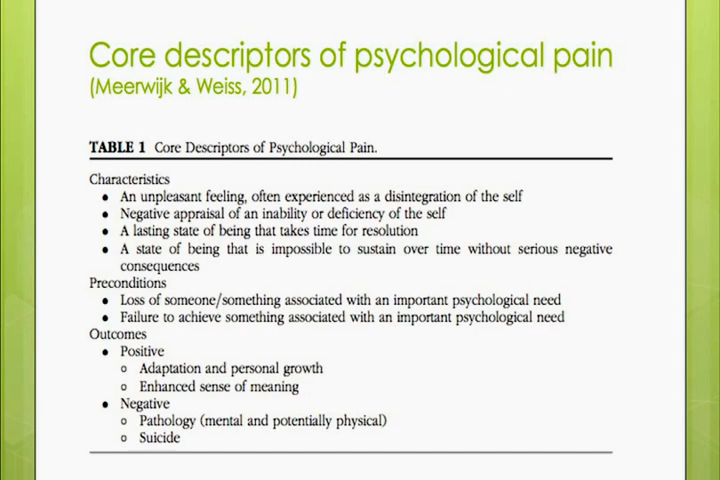 Core descriptors of psychological pain
(Meerwijk & Weiss, 2011)
TABLE 1 Core Descriptors of Psychological Pain.
Characteristics
• An unpleasant feeling, often experienced as a disintegration of the self
• Negative appraisal of an inability or deficiency of the self
• A lasting state of being that takes time for resolution
• A state of being that is impossible to sustain over time without serious negative
consequences
Preconditions
• Loss of someone/something associated with an important psychological need
• Failure to achieve something associated with an important psychological need
Outcomes
• Positive
o Adaptation and personal growth
o Enhanced sense of meaning
• Negative
o Pathology (mental and potentially physical)
o Suicide